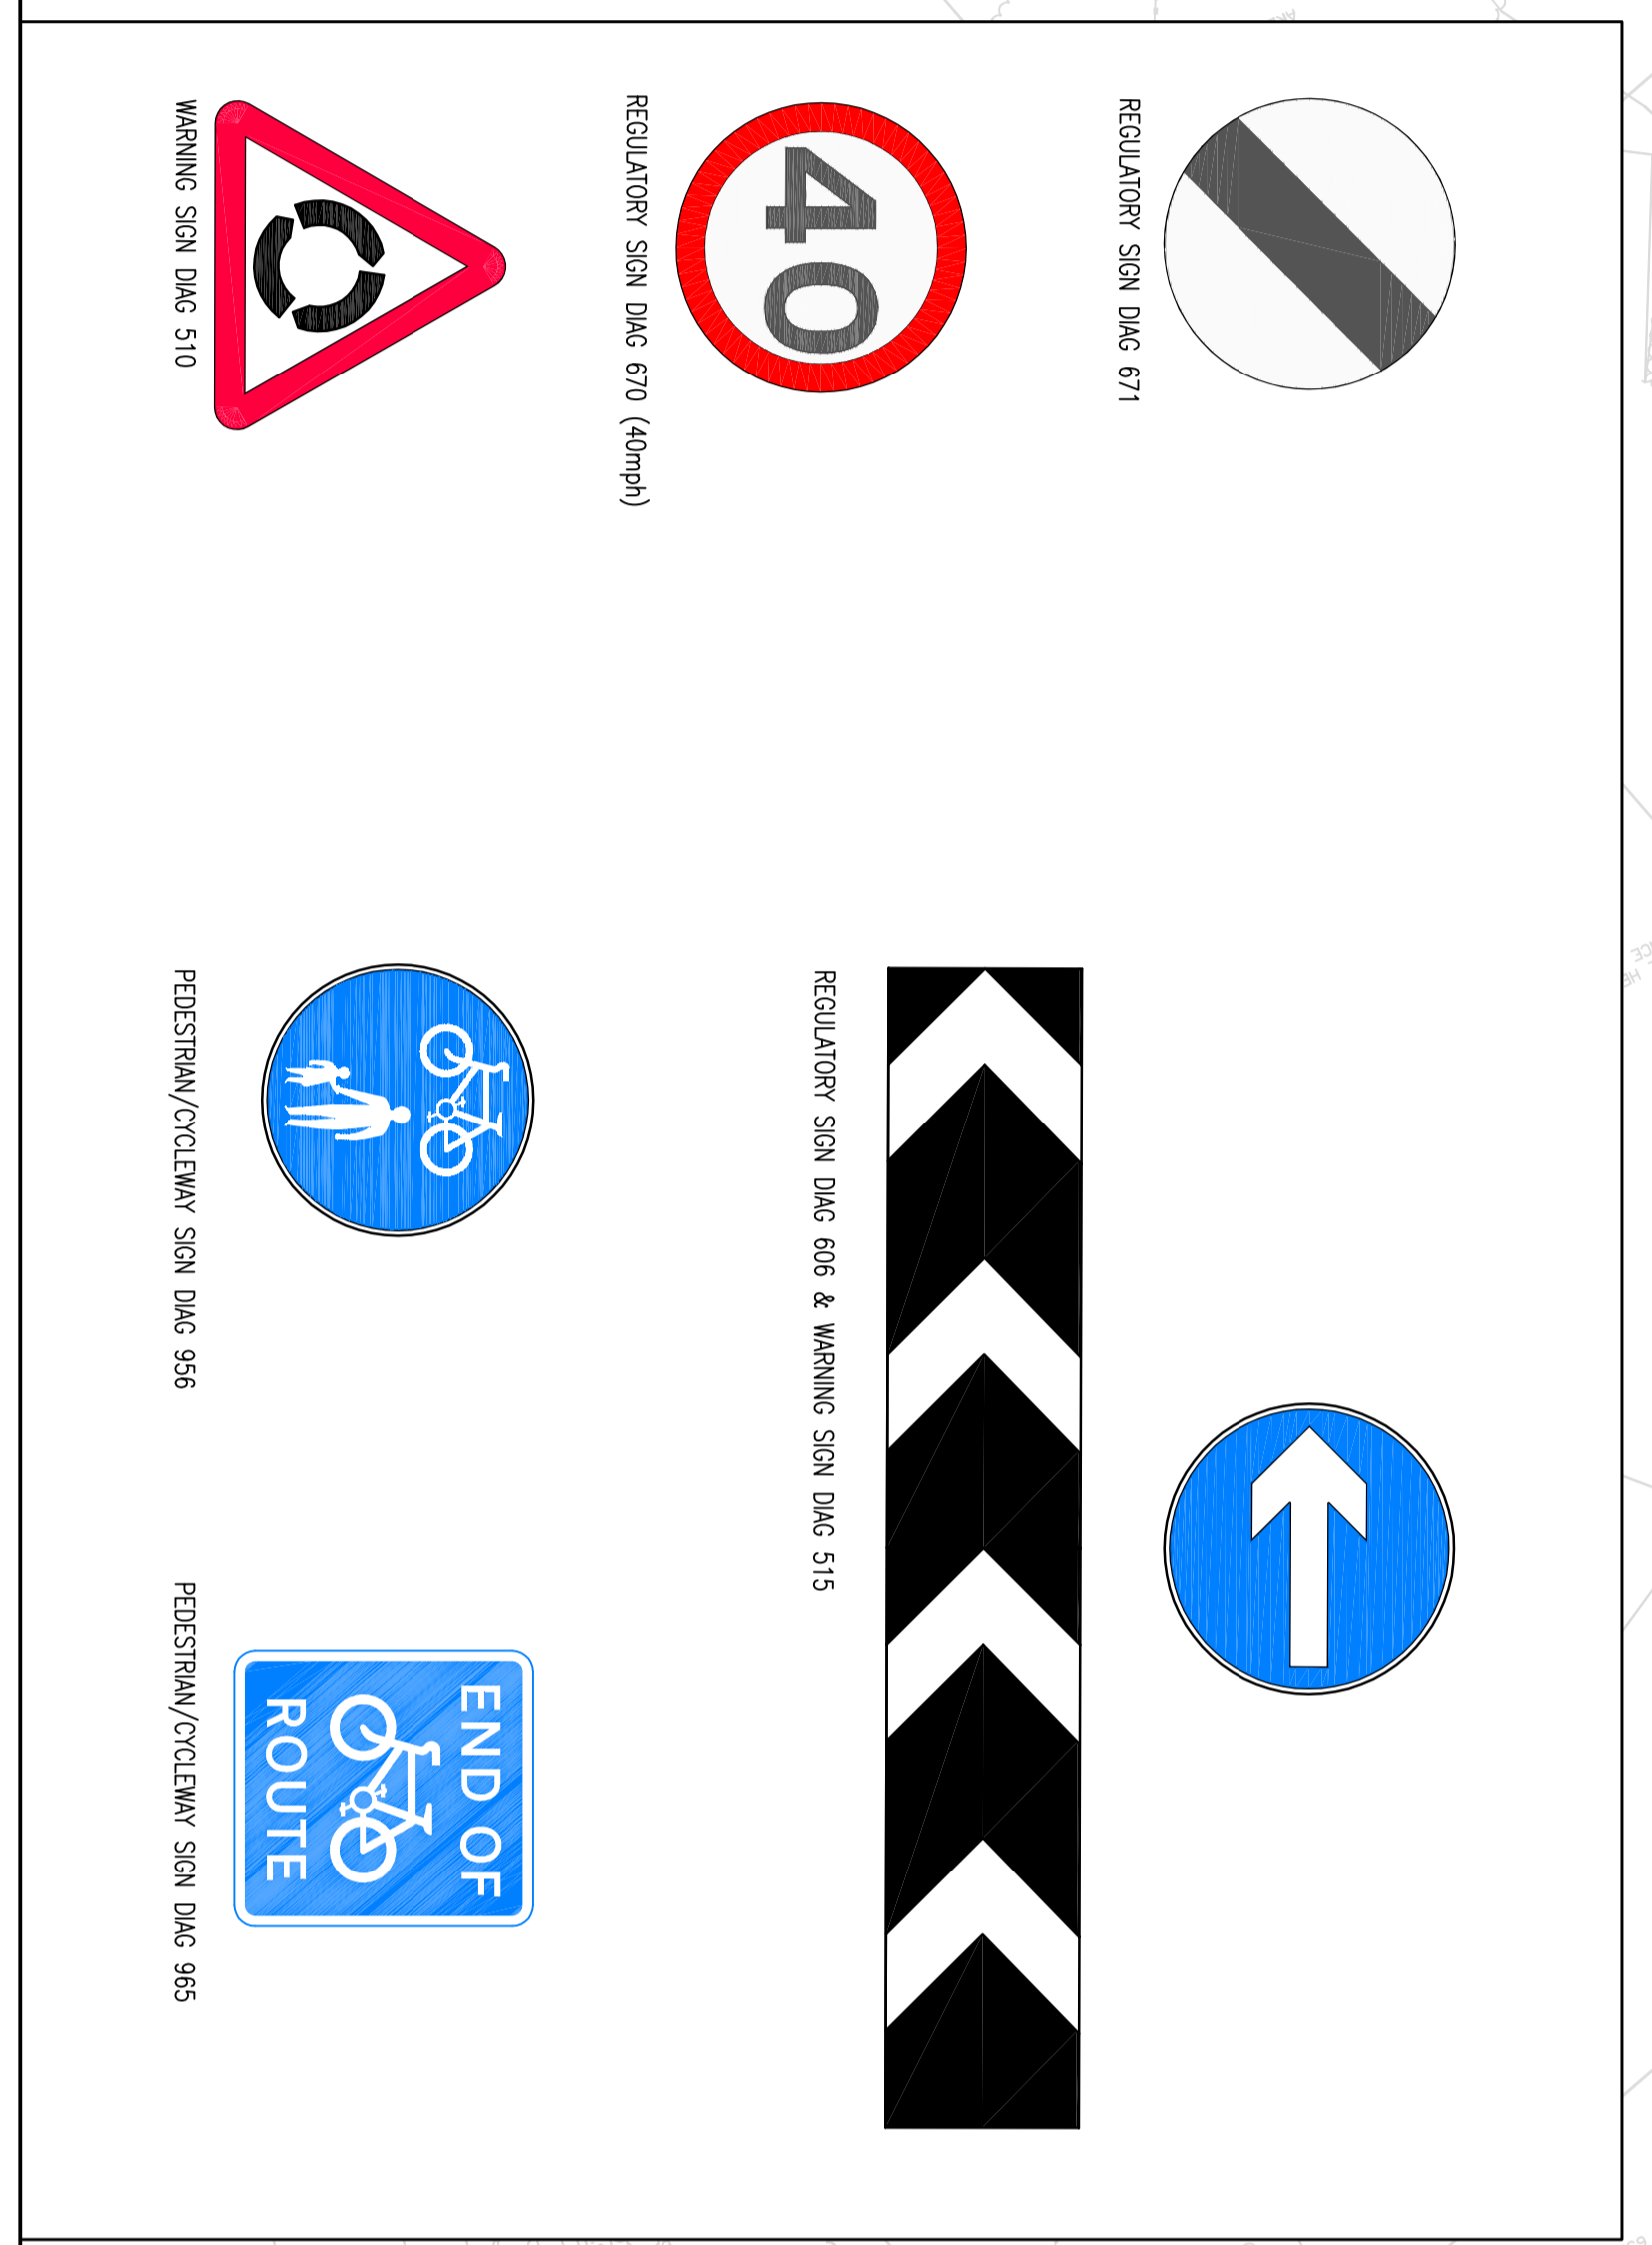 REGULATORY SIGN DIAG 671
40
REGULATORY SIGN DIAG 670 (40mph)
WARNING SIGN DIAG 510
REGULATORY SIGN DIAG 606 & WARNING SIGN DIAG 515
PEDESTRIAN/CYCLEWAY SIGN DIAG 956
END OF
ROUTE
PEDESTRIAN/CYCLEWAY SIGN DIAG 965